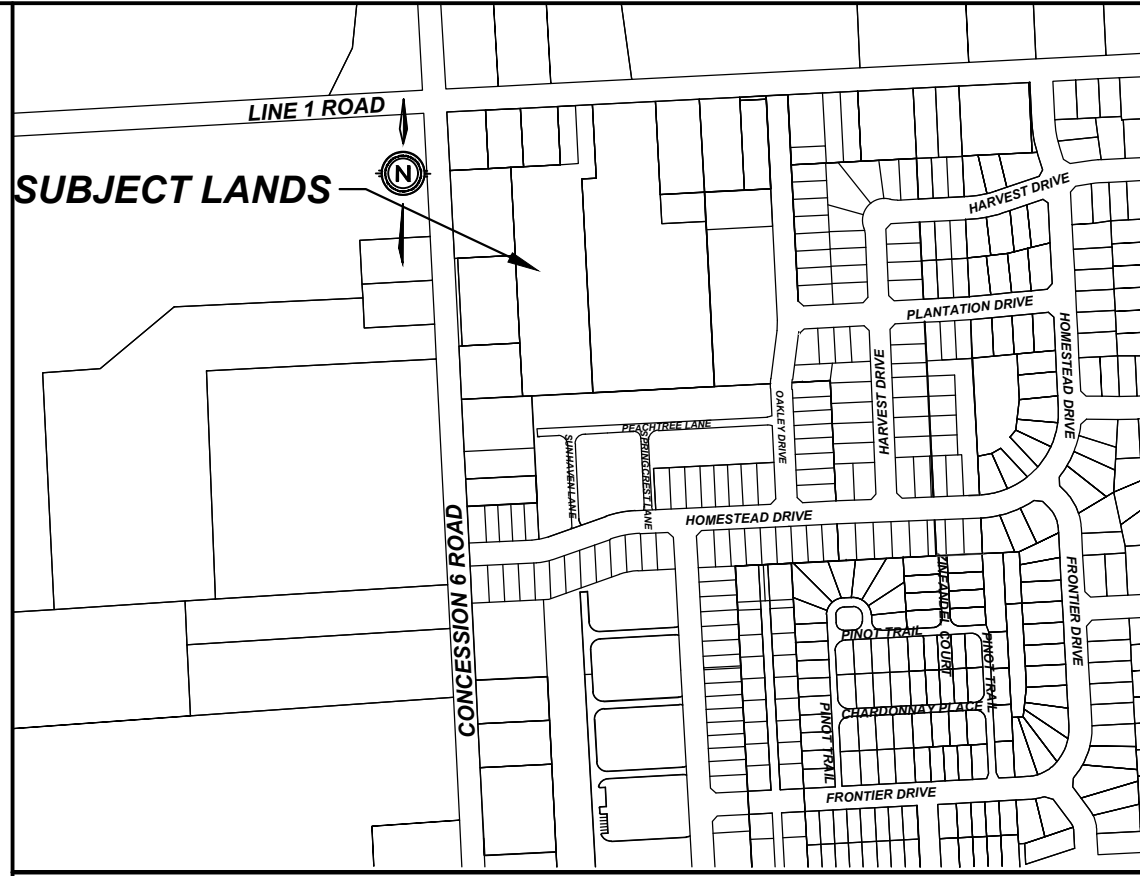 LINE 1 ROAD
N
SUBJECT LANDS
HARVEST DRIVE
PLANTATION DRIVE
HOMESTEAD DRIVE
HARVEST DRIVE
OAKLEY DRIVE
PEACHTREE LANE
SUNHAVEN LANE
SPRINGCREST LANE
HOMESTEAD DRIVE
CONCESSION 6 ROAD
ZINFANDEL COURT
FRONTIER DRIVE
PINOT TRAIL
PINOT TRAIL
CHARDONNAY PLACE
PINOT TRAIL
FRONTIER DRIVE